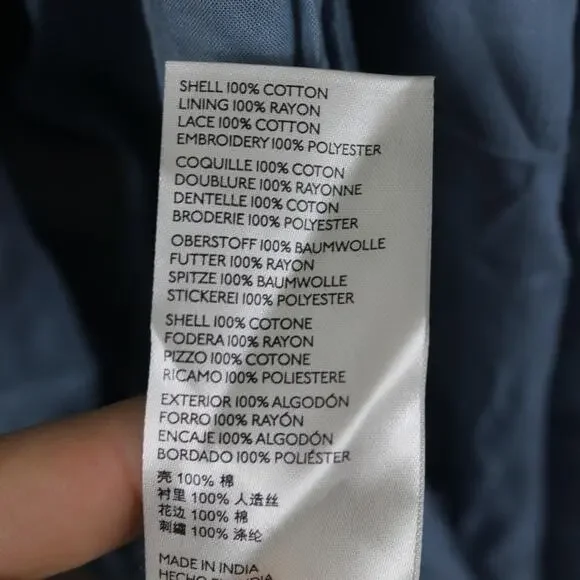 SHELL 100% COTTON
LINING 100% RAYON
LACE 100% COTTON
EMBROIDERY 100% POLYESTER
COQUILLE 100% COTON
DOUBLURE 100% RAYONNE
DENTELLE 100% COTON
BRODERIE 100% POLYESTER
OBERSTOFF 100% BAUMWOLLE
FUTTER 100% RAYON
SPITZE 100% BAUMWOLLE
STICKEREI 100% POLYESTER
SHELL 100% COTONE
FODERA 100% RAYON
PIZZO 100% COTONE
RICAMO 100% POLIESTERE
EXTERIOR 100% ALGODÓN
FORRO 100% RAYÓN
ENCAJE 100% ALGODÓN
BORDADO 100% POLIÉSTER
壳 100% 棉
衬里 100% 人造丝
花边 100% 棉
刺繡 100% 涤纶
MADE IN INDIA
HECHO EN INDIA